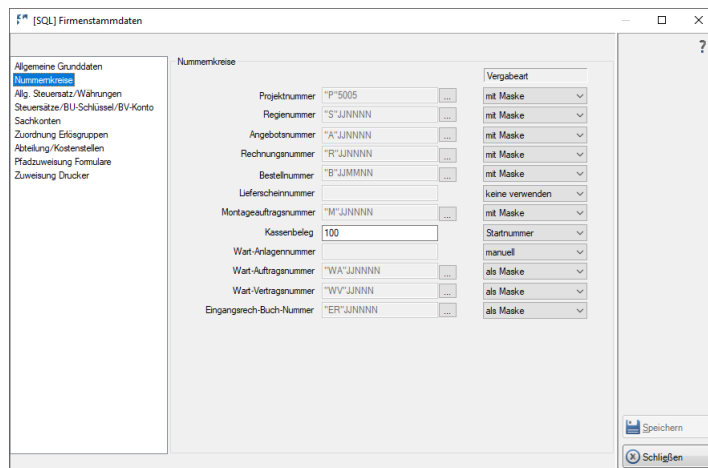 [SQL] Firmenstammdaten
?
Allgemeine Grunddaten
Nummernkreise
Allg. Steuersatz/Währungen
Steuersätze/BU-Schlüssel/BV-Konto
Sachkonten
Zuordnung Erlösgruppen
Abteilung/Kostenstellen
Pfadzuweisung Formulare
Zuweisung Drucker
Nummernkreise
Vergabeart
Projektnummer "P"5005 ... mit Maske
Regienummer "S"JJNNNN ... mit Maske
Angebotsnummer "A"JJNNNN ... mit Maske
Rechnungsnummer "R"JJNNNN ... mit Maske
Bestellnummer "B"JJMMNN ... mit Maske
Lieferscheinnummer keine verwenden
Montageauftragsnummer "M"JJNNNN ... mit Maske
Kassenbeleg 100 Startnummer
Wart-Anlagennummer manuell
Wart-Auftragsnummer "WA"JJNNNN ... als Maske
Wart-Vertragsnummer "WV"JJNNNN ... als Maske
Eingangsrech-Buch-Nummer "ER"JJNNNN ... als Maske
Speichern
Schließen